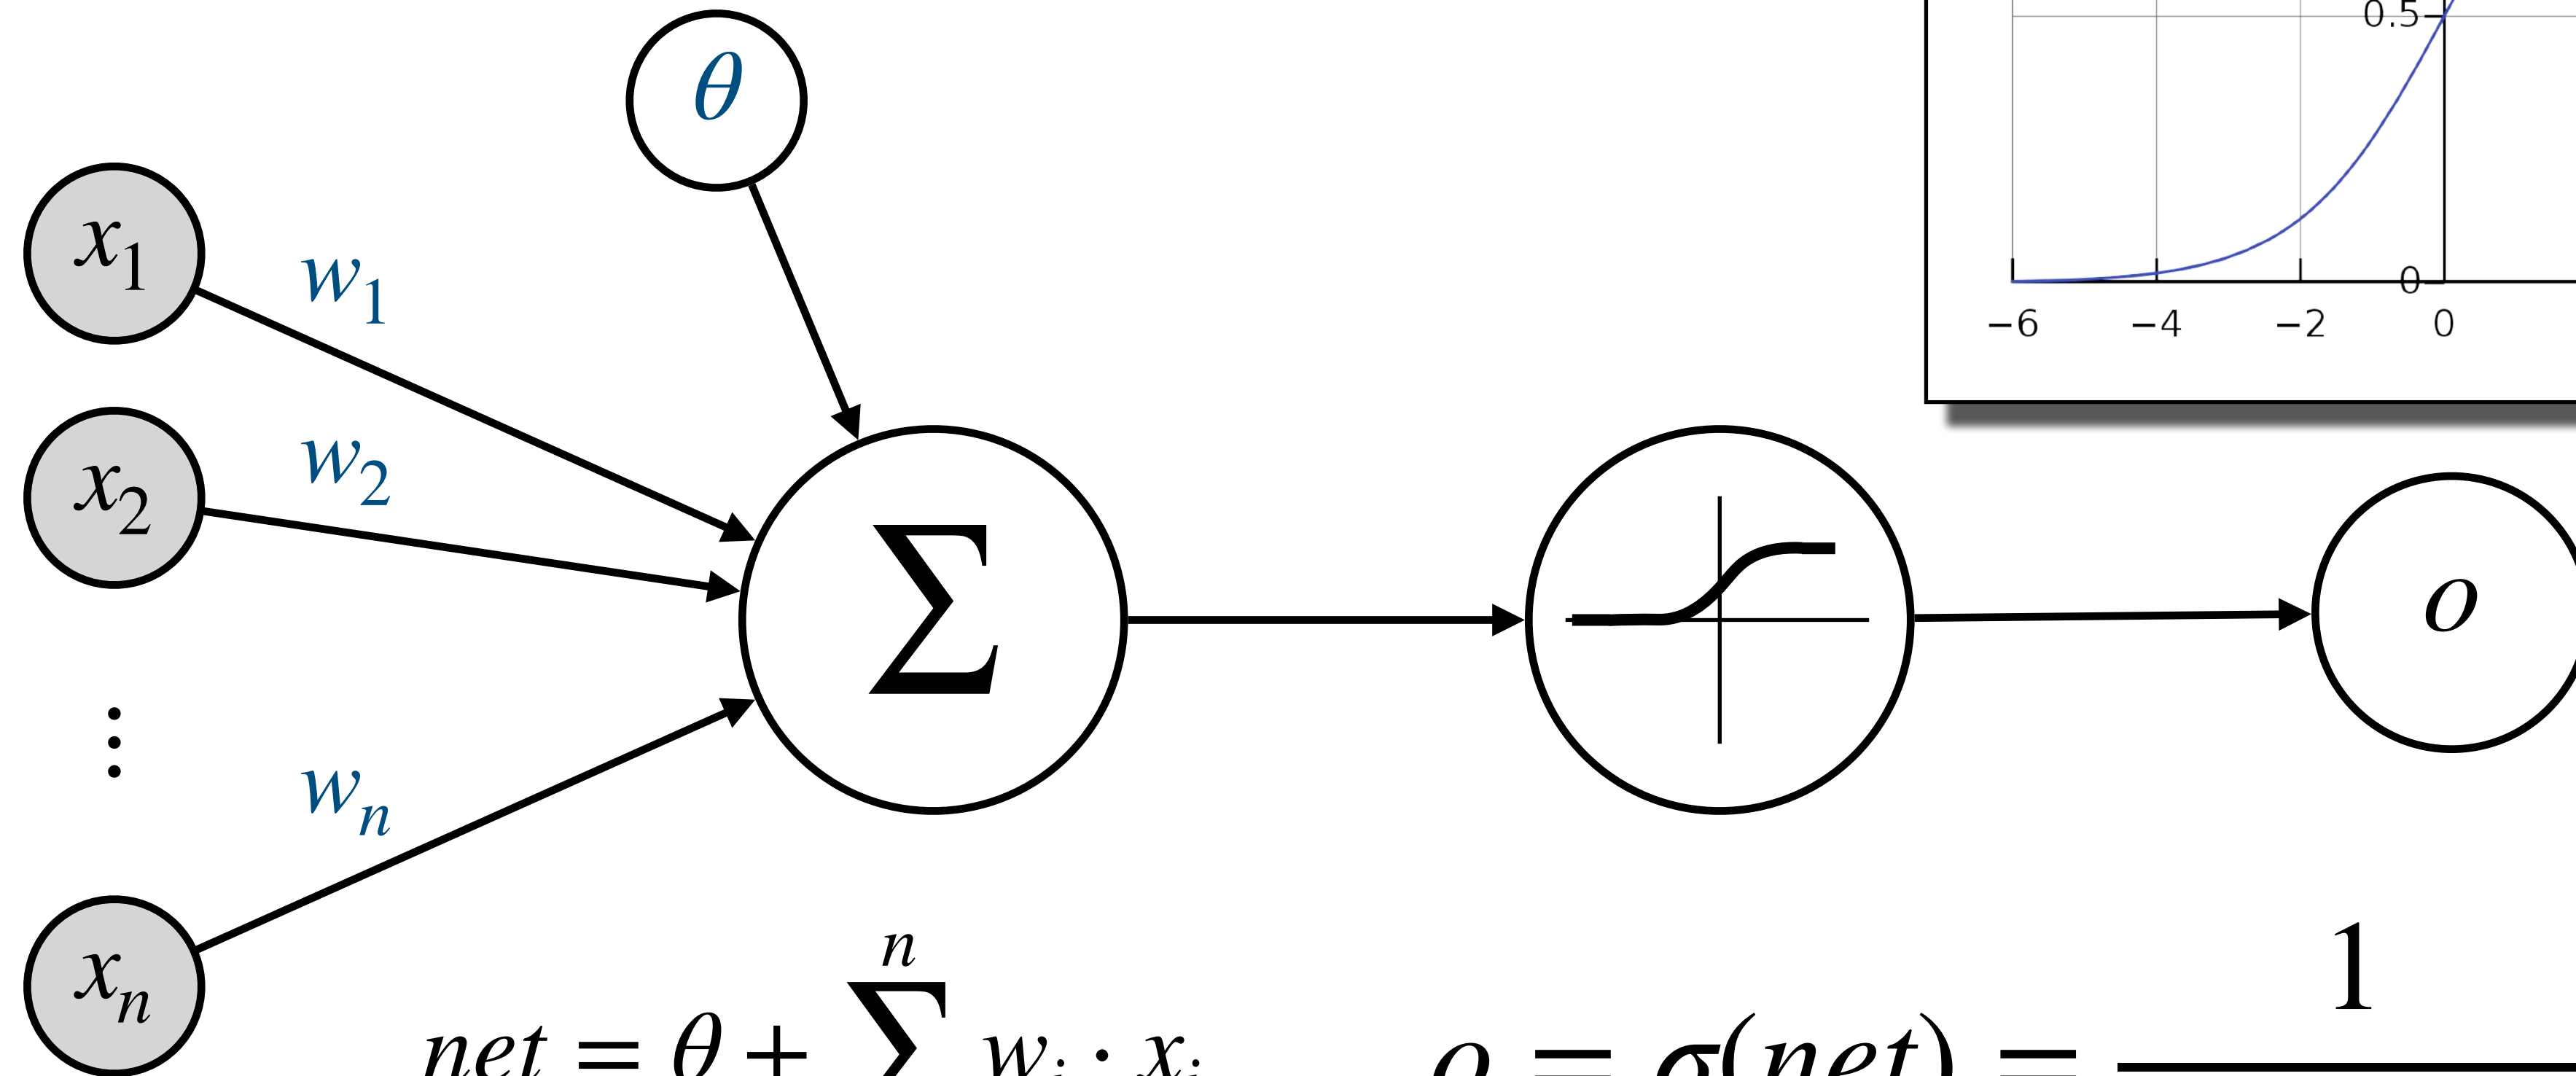 θ
0.5
x₁
w₁
0
−6 −4 −2 0
w₂
x₂
Σ
o
⋮
wₙ
xₙ
net = θ + ∑ⁿ wᵢ · xᵢ
o = σ(net) = 1